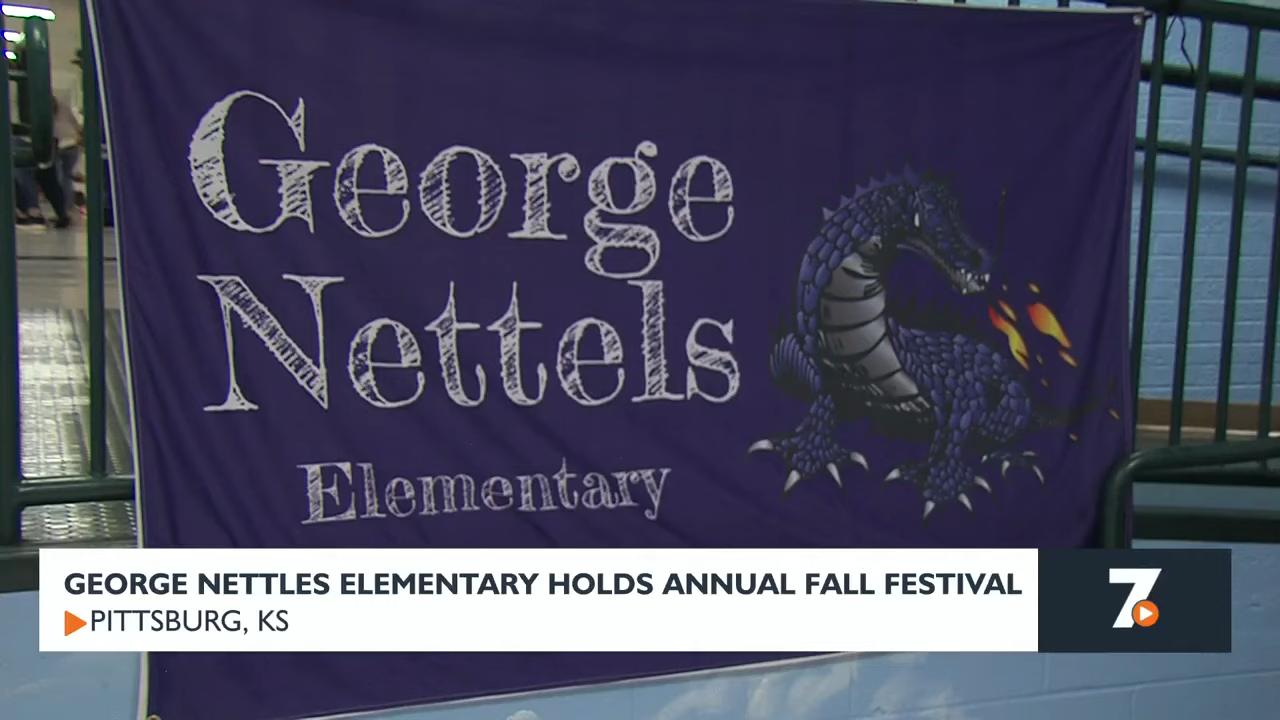 George
Nettels
Elementary
GEORGE NETTLES ELEMENTARY HOLDS ANNUAL FALL FESTIVAL
PITTSBURG, KS
7